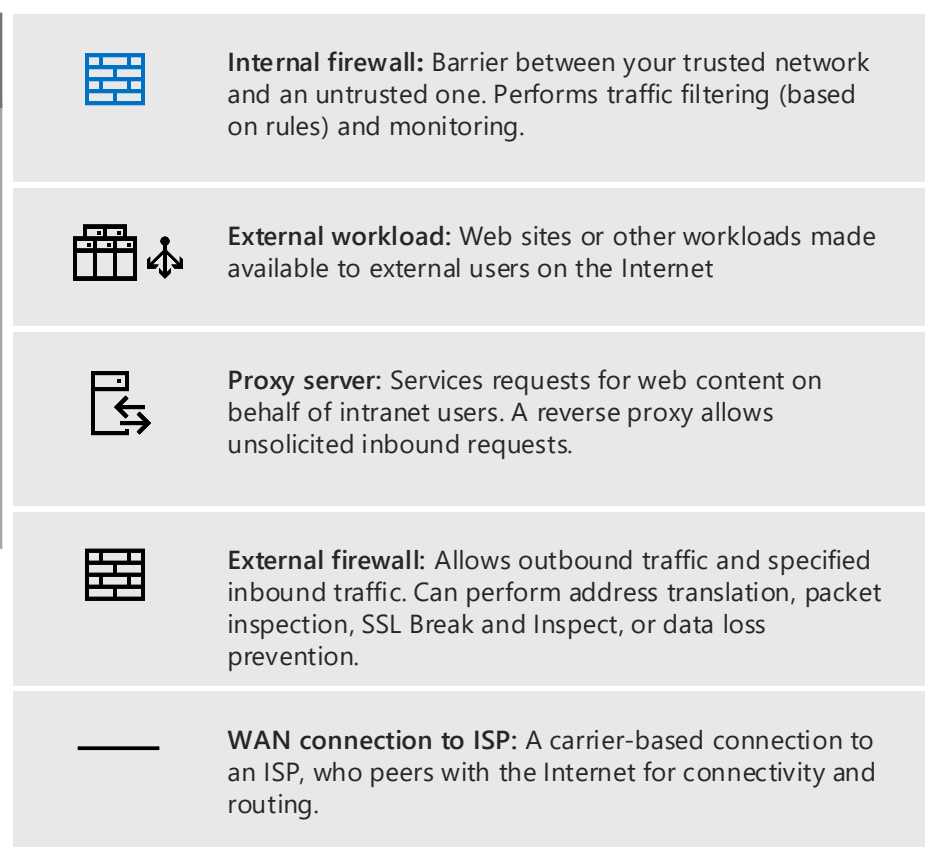 Internal firewall: Barrier between your trusted network
and an untrusted one. Performs traffic filtering (based
on rules) and monitoring.
External workload: Web sites or other workloads made
available to external users on the Internet
Proxy server: Services requests for web content on
behalf of intranet users. A reverse proxy allows
unsolicited inbound requests.
External firewall: Allows outbound traffic and specified
inbound traffic. Can perform address translation, packet
inspection, SSL Break and Inspect, or data loss
prevention.
WAN connection to ISP: A carrier-based connection to
an ISP, who peers with the Internet for connectivity and
routing.